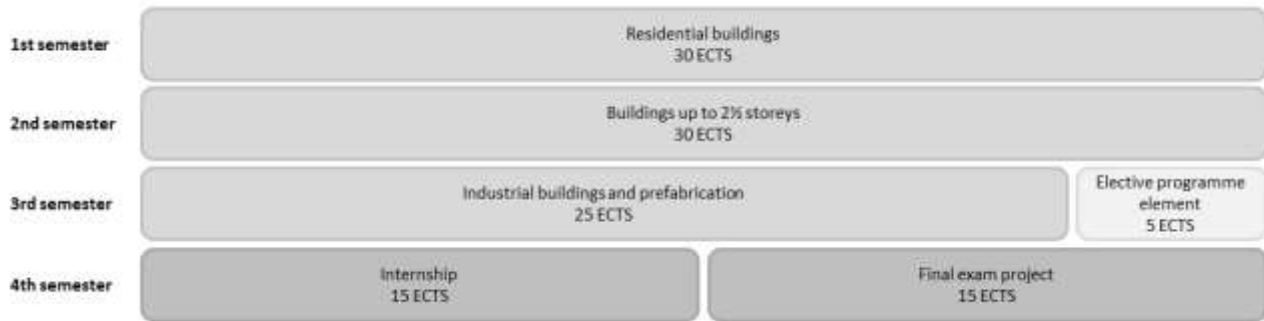 1st semester
Residential buildings
30 ECTS
2nd semester
Buildings up to 2½ storeys
30 ECTS
3rd semester
Industrial buildings and prefabrication
25 ECTS
Elective programme
element
5 ECTS
4th semester
Internship
15 ECTS
Final exam project
15 ECTS